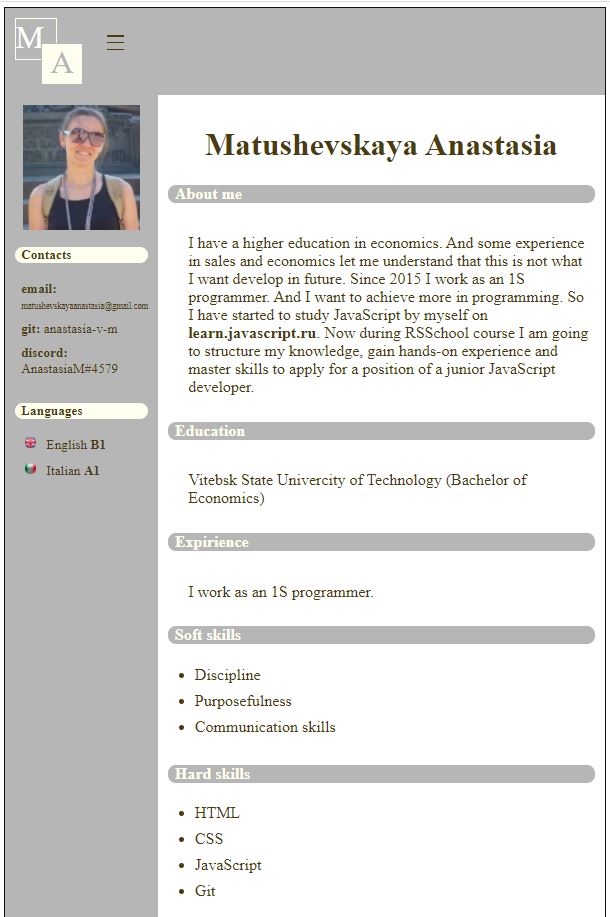 M
A
Matushevskaya Anastasia
Contacts
email:
matushevskayaanastasia@gmail.com
git: anastasia-v-m
discord:
AnastasiaM#4579
Languages
English B1
Italian A1
About me
I have a higher education in economics. And some experience
in sales and economics let me understand that this is not what
I want develop in future. Since 2015 I work as an 1S
programmer. And I want to achieve more in programming. So
I have started to study JavaScript by myself on
learn.javascript.ru. Now during RSSchool course I am going
to structure my knowledge, gain hands-on experience and
master skills to apply for a position of a junior JavaScript
developer.
Education
Vitebsk State Univercity of Technology (Bachelor of
Economics)
Expirience
I work as an 1S programmer.
Soft skills
Discipline
Purposefulness
Communication skills
Hard skills
HTML
CSS
JavaScript
Git